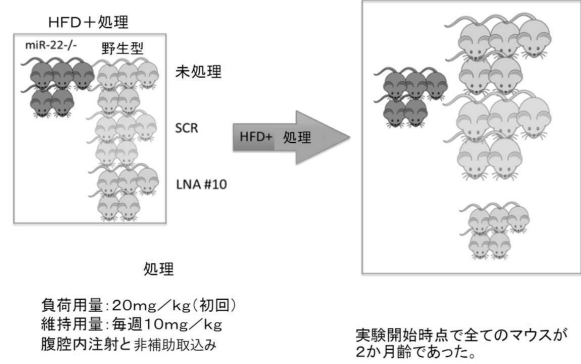 HFD＋処理
miR-22-/-
野生型
未処理
SCR
LNA #10
HFD+ 処理
処理
負荷用量：20mg／kg（初回）
維持用量：毎週10mg／kg
腹腔内注射と非補助取込み
実験開始時点で全てのマウスが
2か月齢であった。